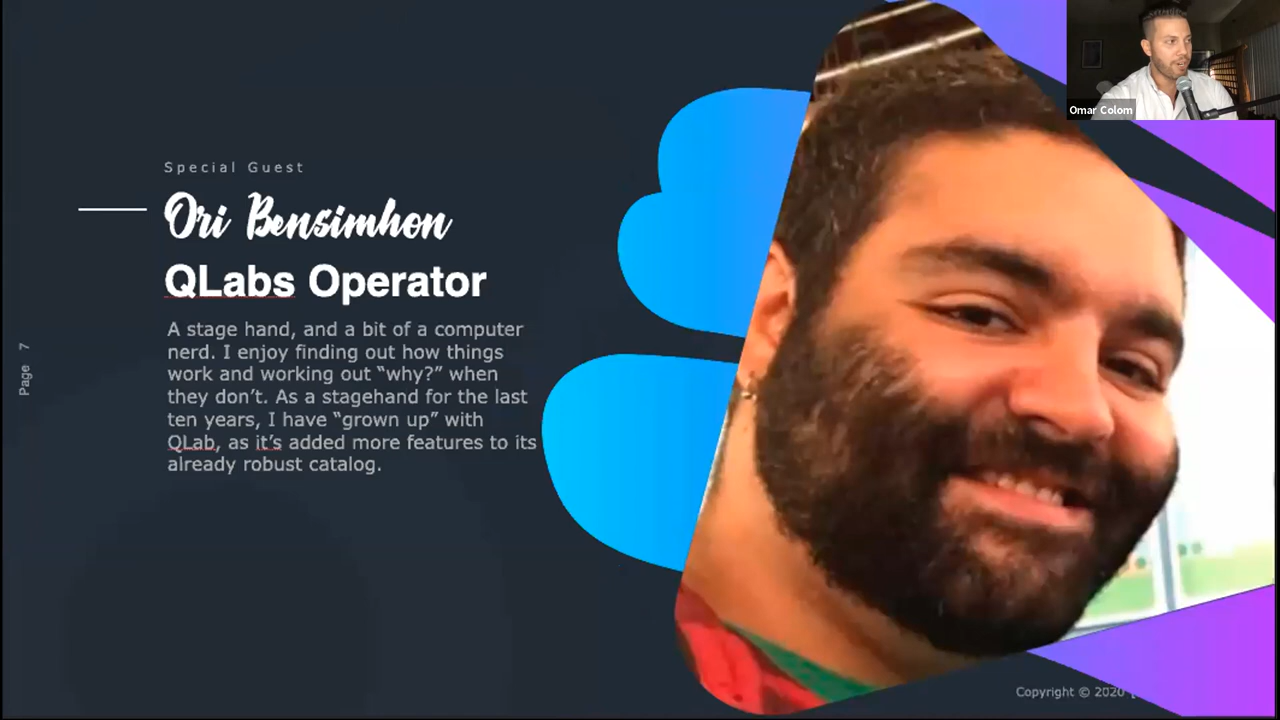 Omar Colom
Special Guest
Ori Bensimhon
QLabs Operator
A stage hand, and a bit of a computer
nerd. I enjoy finding out how things
work and working out “why?” when
they don’t. As a stagehand for the last
ten years, I have “grown up” with
QLab, as it’s added more features to its
already robust catalog.
Page 7
Copyright © 2020